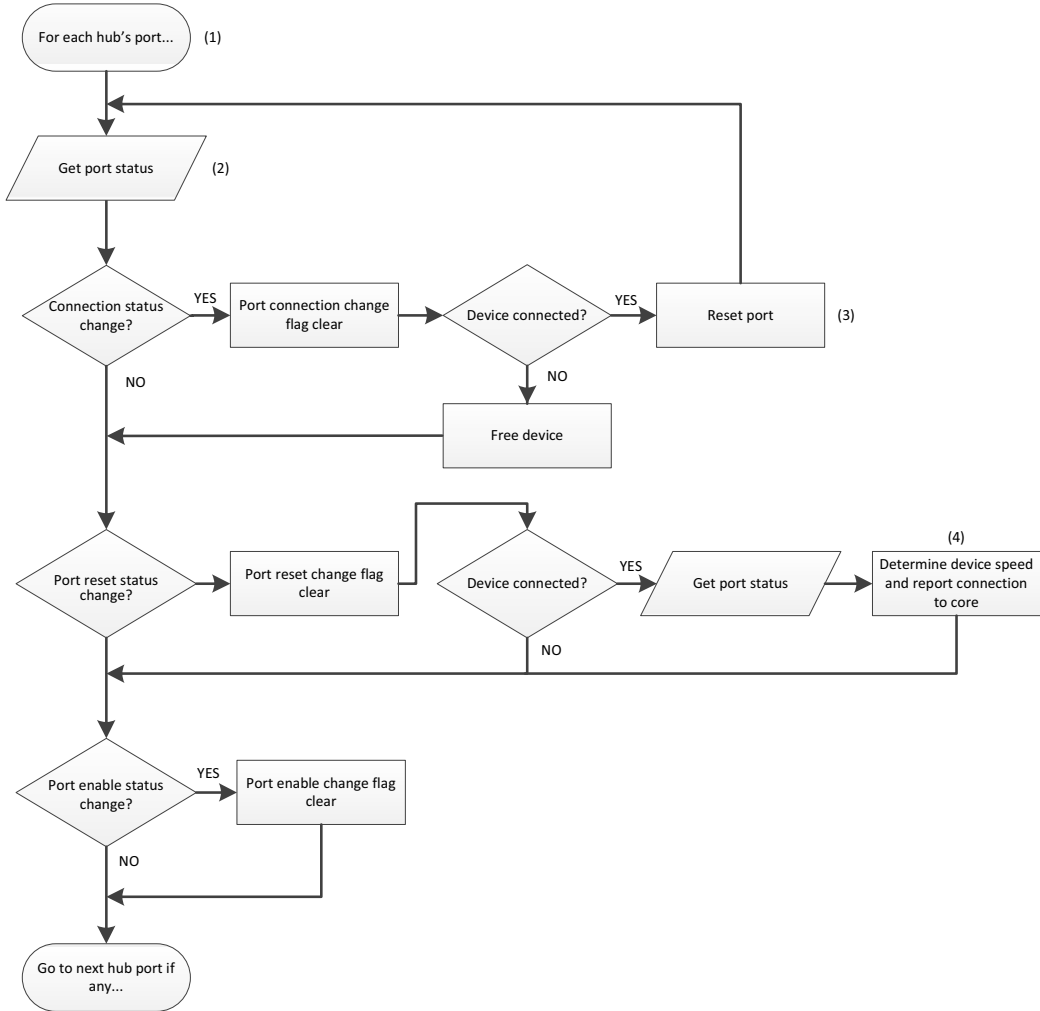 For each hub's port...
(1)
Get port status
(2)
Connection status
change?
YES
Port connection change
flag clear
Device connected?
YES
Reset port
(3)
NO
NO
Free device
Port reset status
change?
Port reset change flag
clear
Device connected?
YES
Get port status
(4)
Determine device speed
and report connection
to core
NO
Port enable status
change?
YES
Port enable change flag
clear
NO
Go to next hub port if
any...